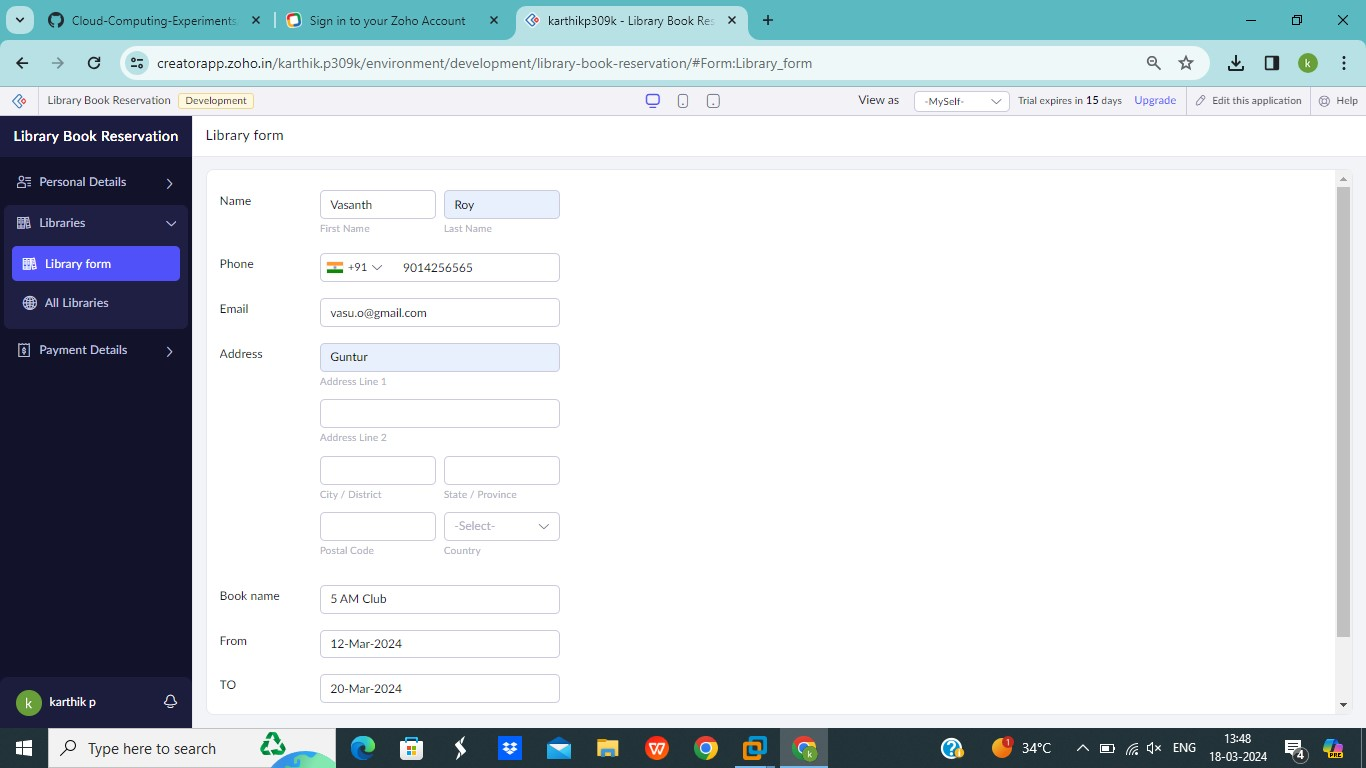 Cloud-Computing-Experiments
Sign in to your Zoho Account
karthikp309k - Library Book Res
creatorapp.zoho.in/karthik.p309k/environment/development/library-book-reservation/#Form:Library_form
k
Library Book Reservation
Development
View as
-MySelf-
Trial expires in 15 days
Upgrade
Edit this application
Help
Library Book Reservation
Personal Details
Libraries
Library form
All Libraries
Payment Details
k
karthik p
Library form
Name
Vasanth
Roy
First Name
Last Name
Phone
+91
9014256565
Email
vasu.o@gmail.com
Address
Guntur
Address Line 1
Address Line 2
City / District
State / Province
-Select-
Postal Code
Country
Book name
5 AM Club
From
12-Mar-2024
TO
20-Mar-2024
Type here to search
W
k
1
34°C
ENG
13:48
18-03-2024
4
PRE